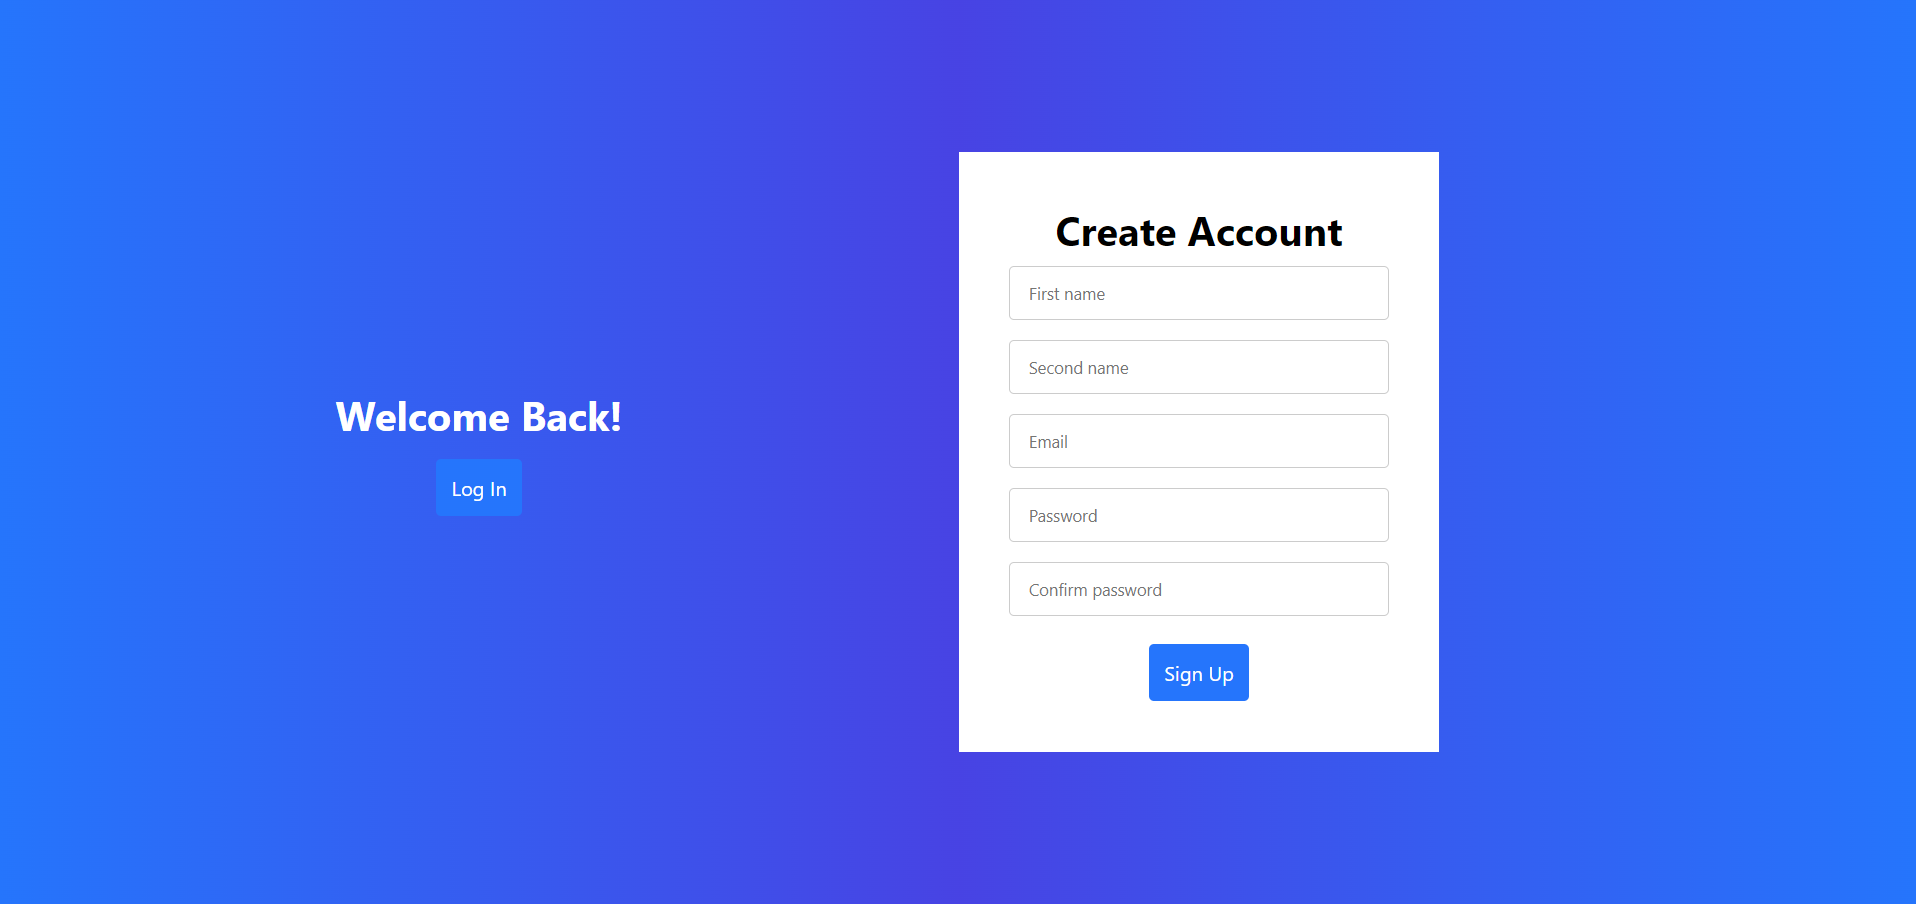 Welcome Back!
Log In
Create Account
First name
Second name
Email
Password
Confirm password
Sign Up